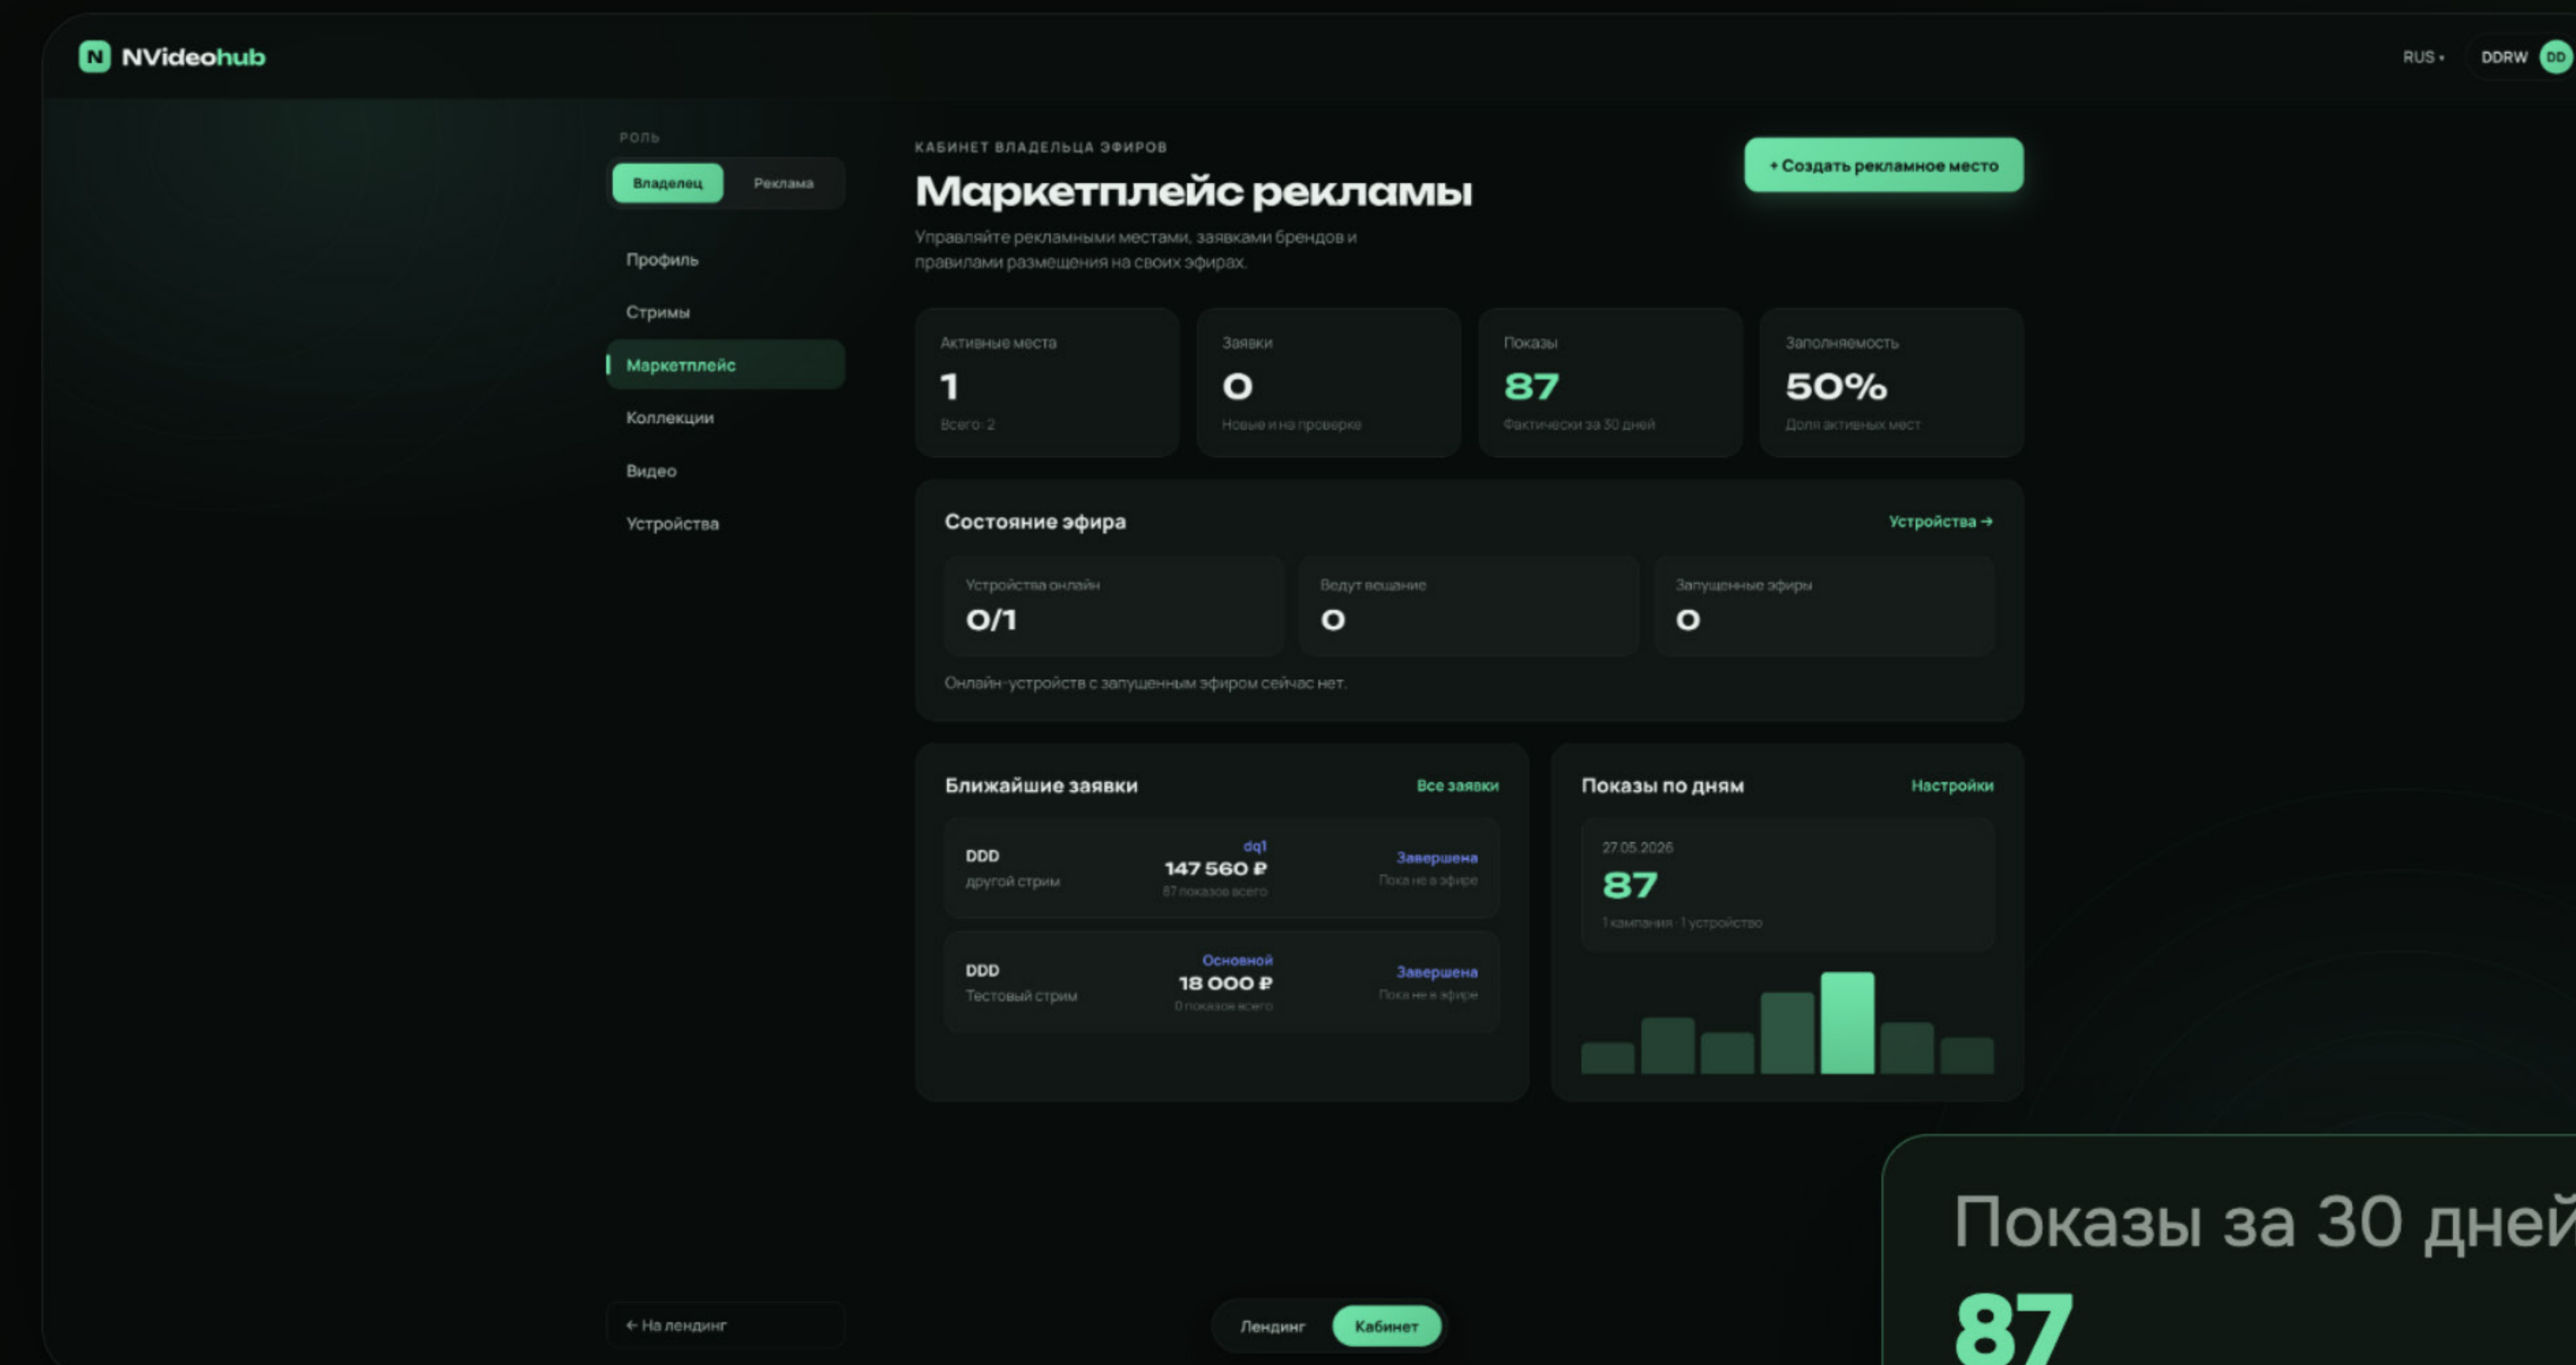 N NVideohub
RUS
DDRW DD
РОЛЬ
Владелец
Реклама
Профиль
Стримы
Маркетплейс
Коллекции
Видео
Устройства
КАБИНЕТ ВЛАДЕЛЬЦА ЭФИРОВ
Маркетплейс рекламы
Управляйте рекламными местами, заявками брендов и
правилами размещения на своих эфирах.
+ Создать рекламное место
Активные места
1
Всего: 2
Заявки
0
Новые и на проверке
Показы
87
Фактически за 30 дней
Заполняемость
50%
Доля активных мест
Состояние эфира
Устройства →
Устройства онлайн
0/1
Ведут вещание
0
Запущенные эфиры
0
Онлайн-устройств с запущенным эфиром сейчас нет.
Ближайшие заявки
Все заявки
DDD
другой стрим
dq1
147 560 ₽
87 показов всего
Завершена
Пока не в эфире
DDD
Тестовый стрим
Основной
18 000 ₽
0 показов всего
Завершена
Пока не в эфире
Показы по дням
Настройки
27.05.2026
87
1 кампания · 1 устройство
Показы за 30 дней
87
← На лендинг
Лендинг
Кабинет